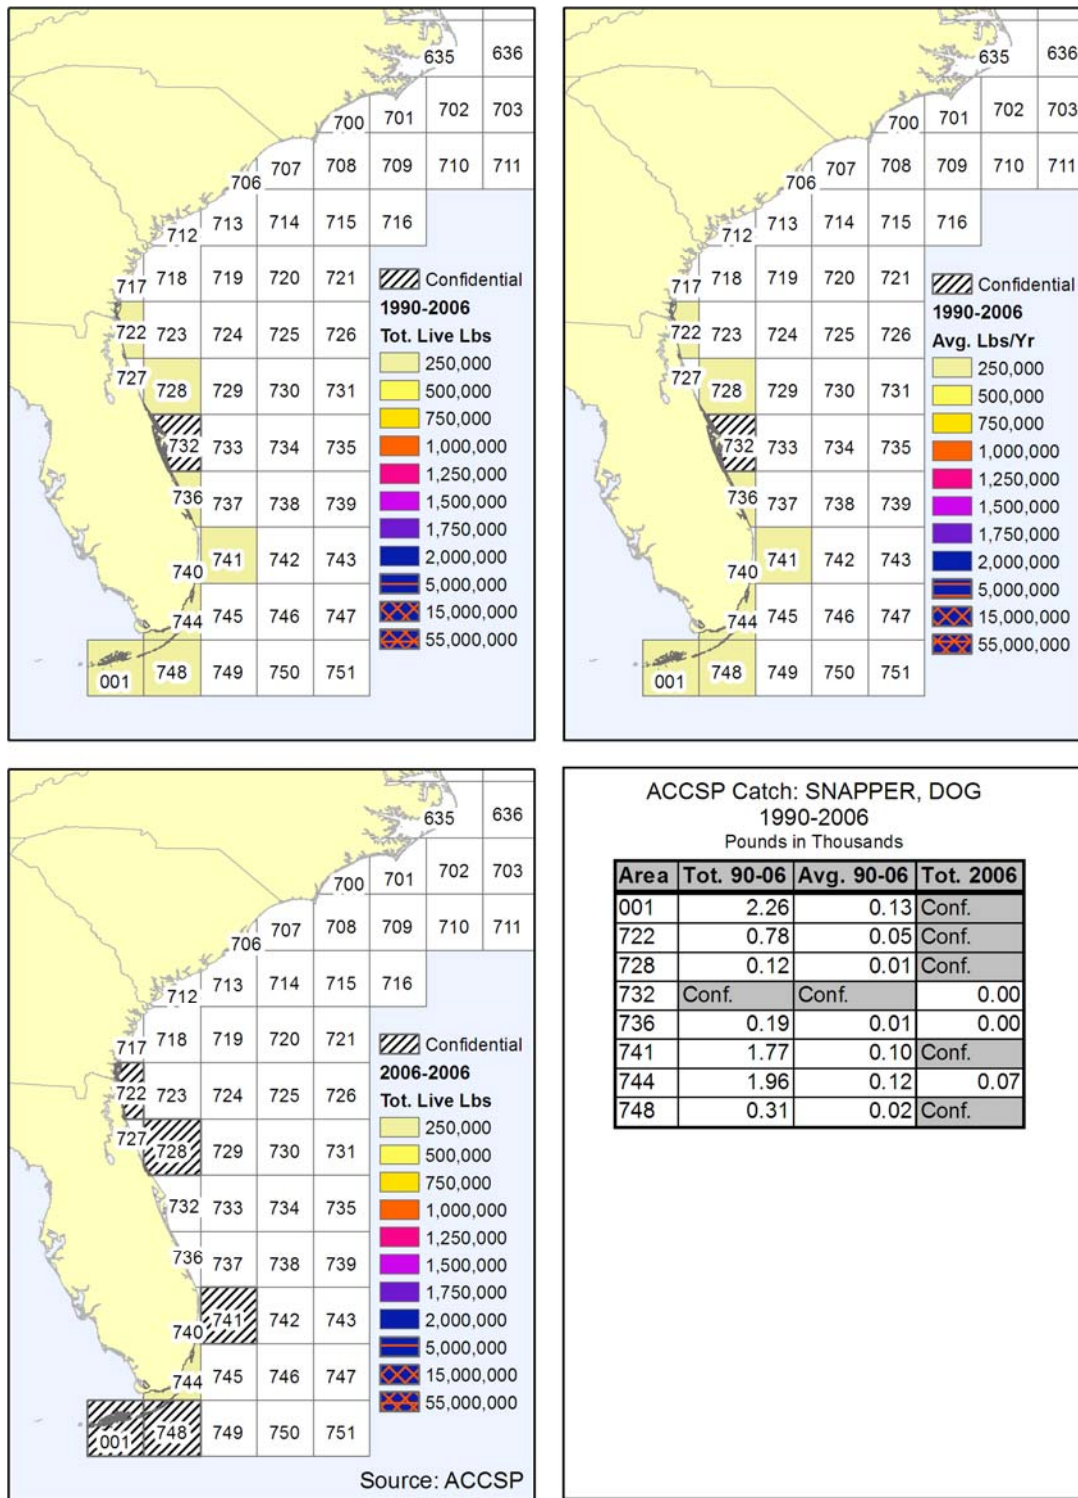 635 636
700 701 702 703
706 707 708 709 710 711
712 713 714 715 716
717 718 719 720 721
722 723 724 725 726
727 728 729 730 731
732 733 734 735
736 737 738 739
740 741 742 743
744 745 746 747
001 748 749 750 751
Confidential
1990-2006
Tot. Live Lbs
250,000
500,000
750,000
1,000,000
1,250,000
1,500,000
1,750,000
2,000,000
5,000,000
15,000,000
55,000,000
635 636
700 701 702 703
706 707 708 709 710 711
712 713 714 715 716
717 718 719 720 721
722 723 724 725 726
727 728 729 730 731
732 733 734 735
736 737 738 739
740 741 742 743
744 745 746 747
001 748 749 750 751
Confidential
1990-2006
Avg. Lbs/Yr
250,000
500,000
750,000
1,000,000
1,250,000
1,500,000
1,750,000
2,000,000
5,000,000
15,000,000
55,000,000
635 636
700 701 702 703
706 707 708 709 710 711
712 713 714 715 716
717 718 719 720 721
722 723 724 725 726
727 728 729 730 731
732 733 734 735
736 737 738 739
740 741 742 743
744 745 746 747
001 748 749 750 751
Confidential
2006-2006
Tot. Live Lbs
250,000
500,000
750,000
1,000,000
1,250,000
1,500,000
1,750,000
2,000,000
5,000,000
15,000,000
55,000,000
Source: ACCSP
ACCSP Catch: SNAPPER, DOG
1990-2006
Pounds in Thousands
Area Tot. 90-06 Avg. 90-06 Tot. 2006
001 2.26 0.13 Conf.
722 0.78 0.05 Conf.
728 0.12 0.01 Conf.
732 Conf. Conf. 0.00
736 0.19 0.01 0.00
741 1.77 0.10 Conf.
744 1.96 0.12 0.07
748 0.31 0.02 Conf.